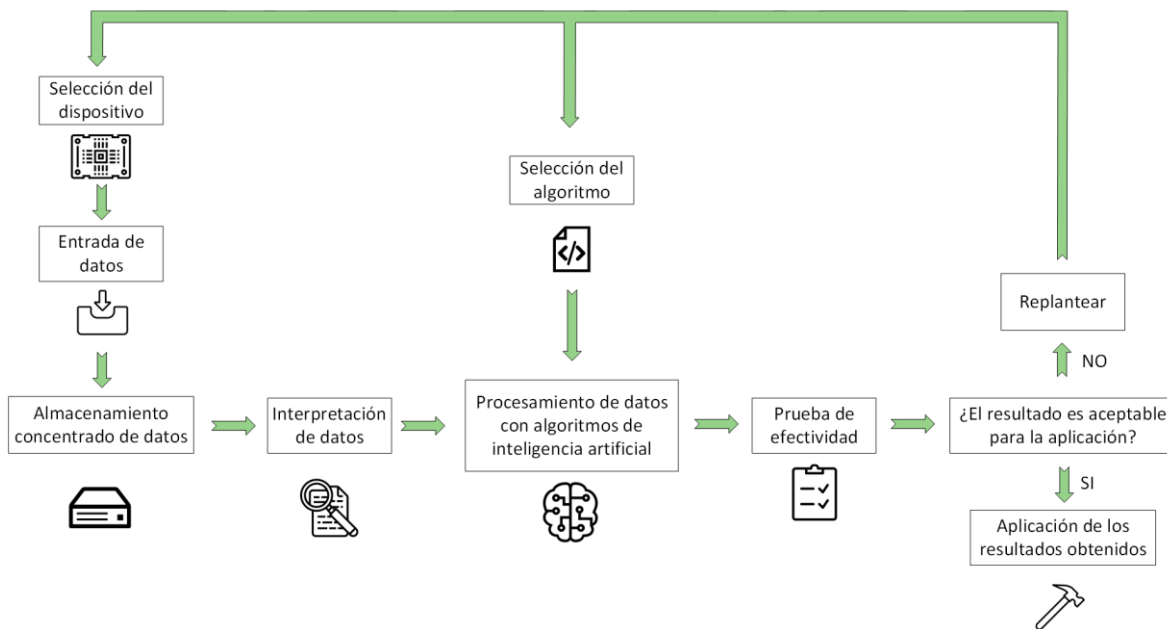 Selección del
dispositivo
Entrada de
datos
Almacenamiento
concentrado de datos
Interpretación
de datos
Selección del
algoritmo
</>
Procesamiento de datos
con algoritmos de
inteligencia artificial
Prueba de
efectividad
¿El resultado es aceptable
para la aplicación?
NO
Replantear
SI
Aplicación de los
resultados obtenidos